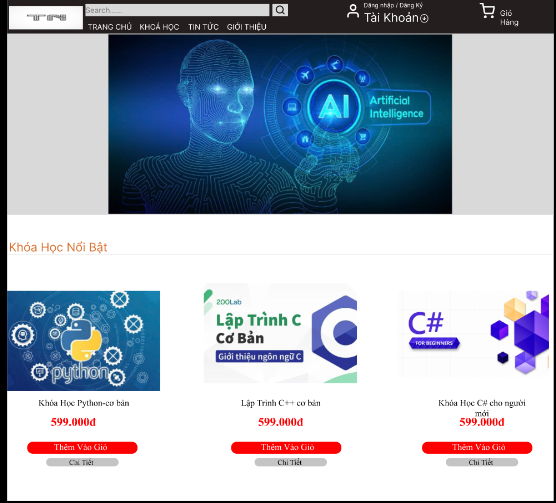 Search......
Đăng nhập / Đăng Ký
Tài Khoản
Giỏ
Hàng
TRANG CHỦ KHOÁ HỌC TIN TỨC GIỚI THIỆU
AI
Artificial
Intelligence
Khóa Học Nổi Bật
python
200Lab
Lập Trình C
Cơ Bản
Giới thiệu ngôn ngữ C
C
C#
FOR BEGINNERS
Khóa Học Python-cơ bản
599.000đ
Thêm Vào Giỏ
Chi Tiết
Lập Trình C++ cơ bản
599.000đ
Thêm Vào Giỏ
Chi Tiết
Khóa Học C# cho người
mới
599.000đ
Thêm Vào Giỏ
Chi Tiết